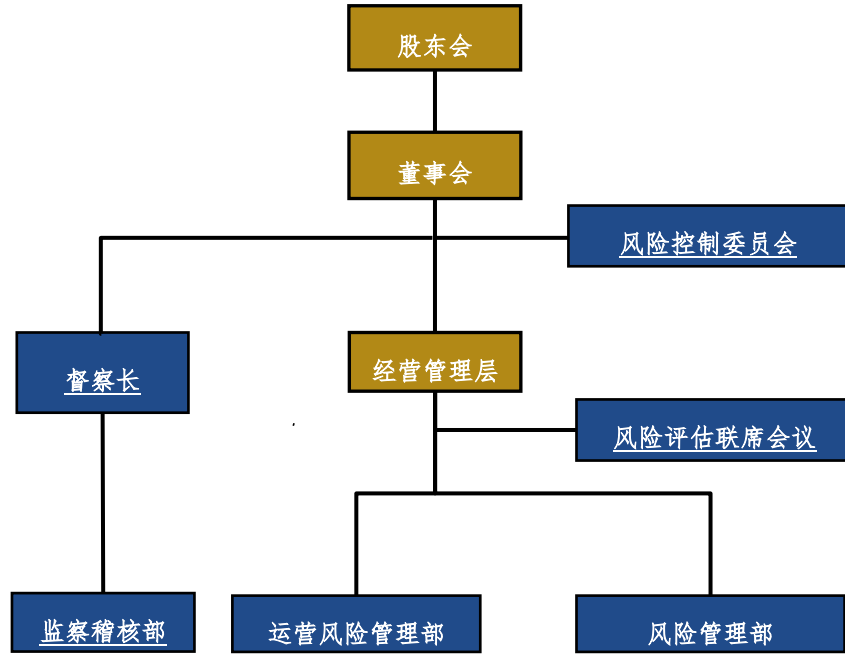 股东会
董事会
风险控制委员会
督察长
经营管理层
风险评估联席会议
监察稽核部
运营风险管理部
风险管理部